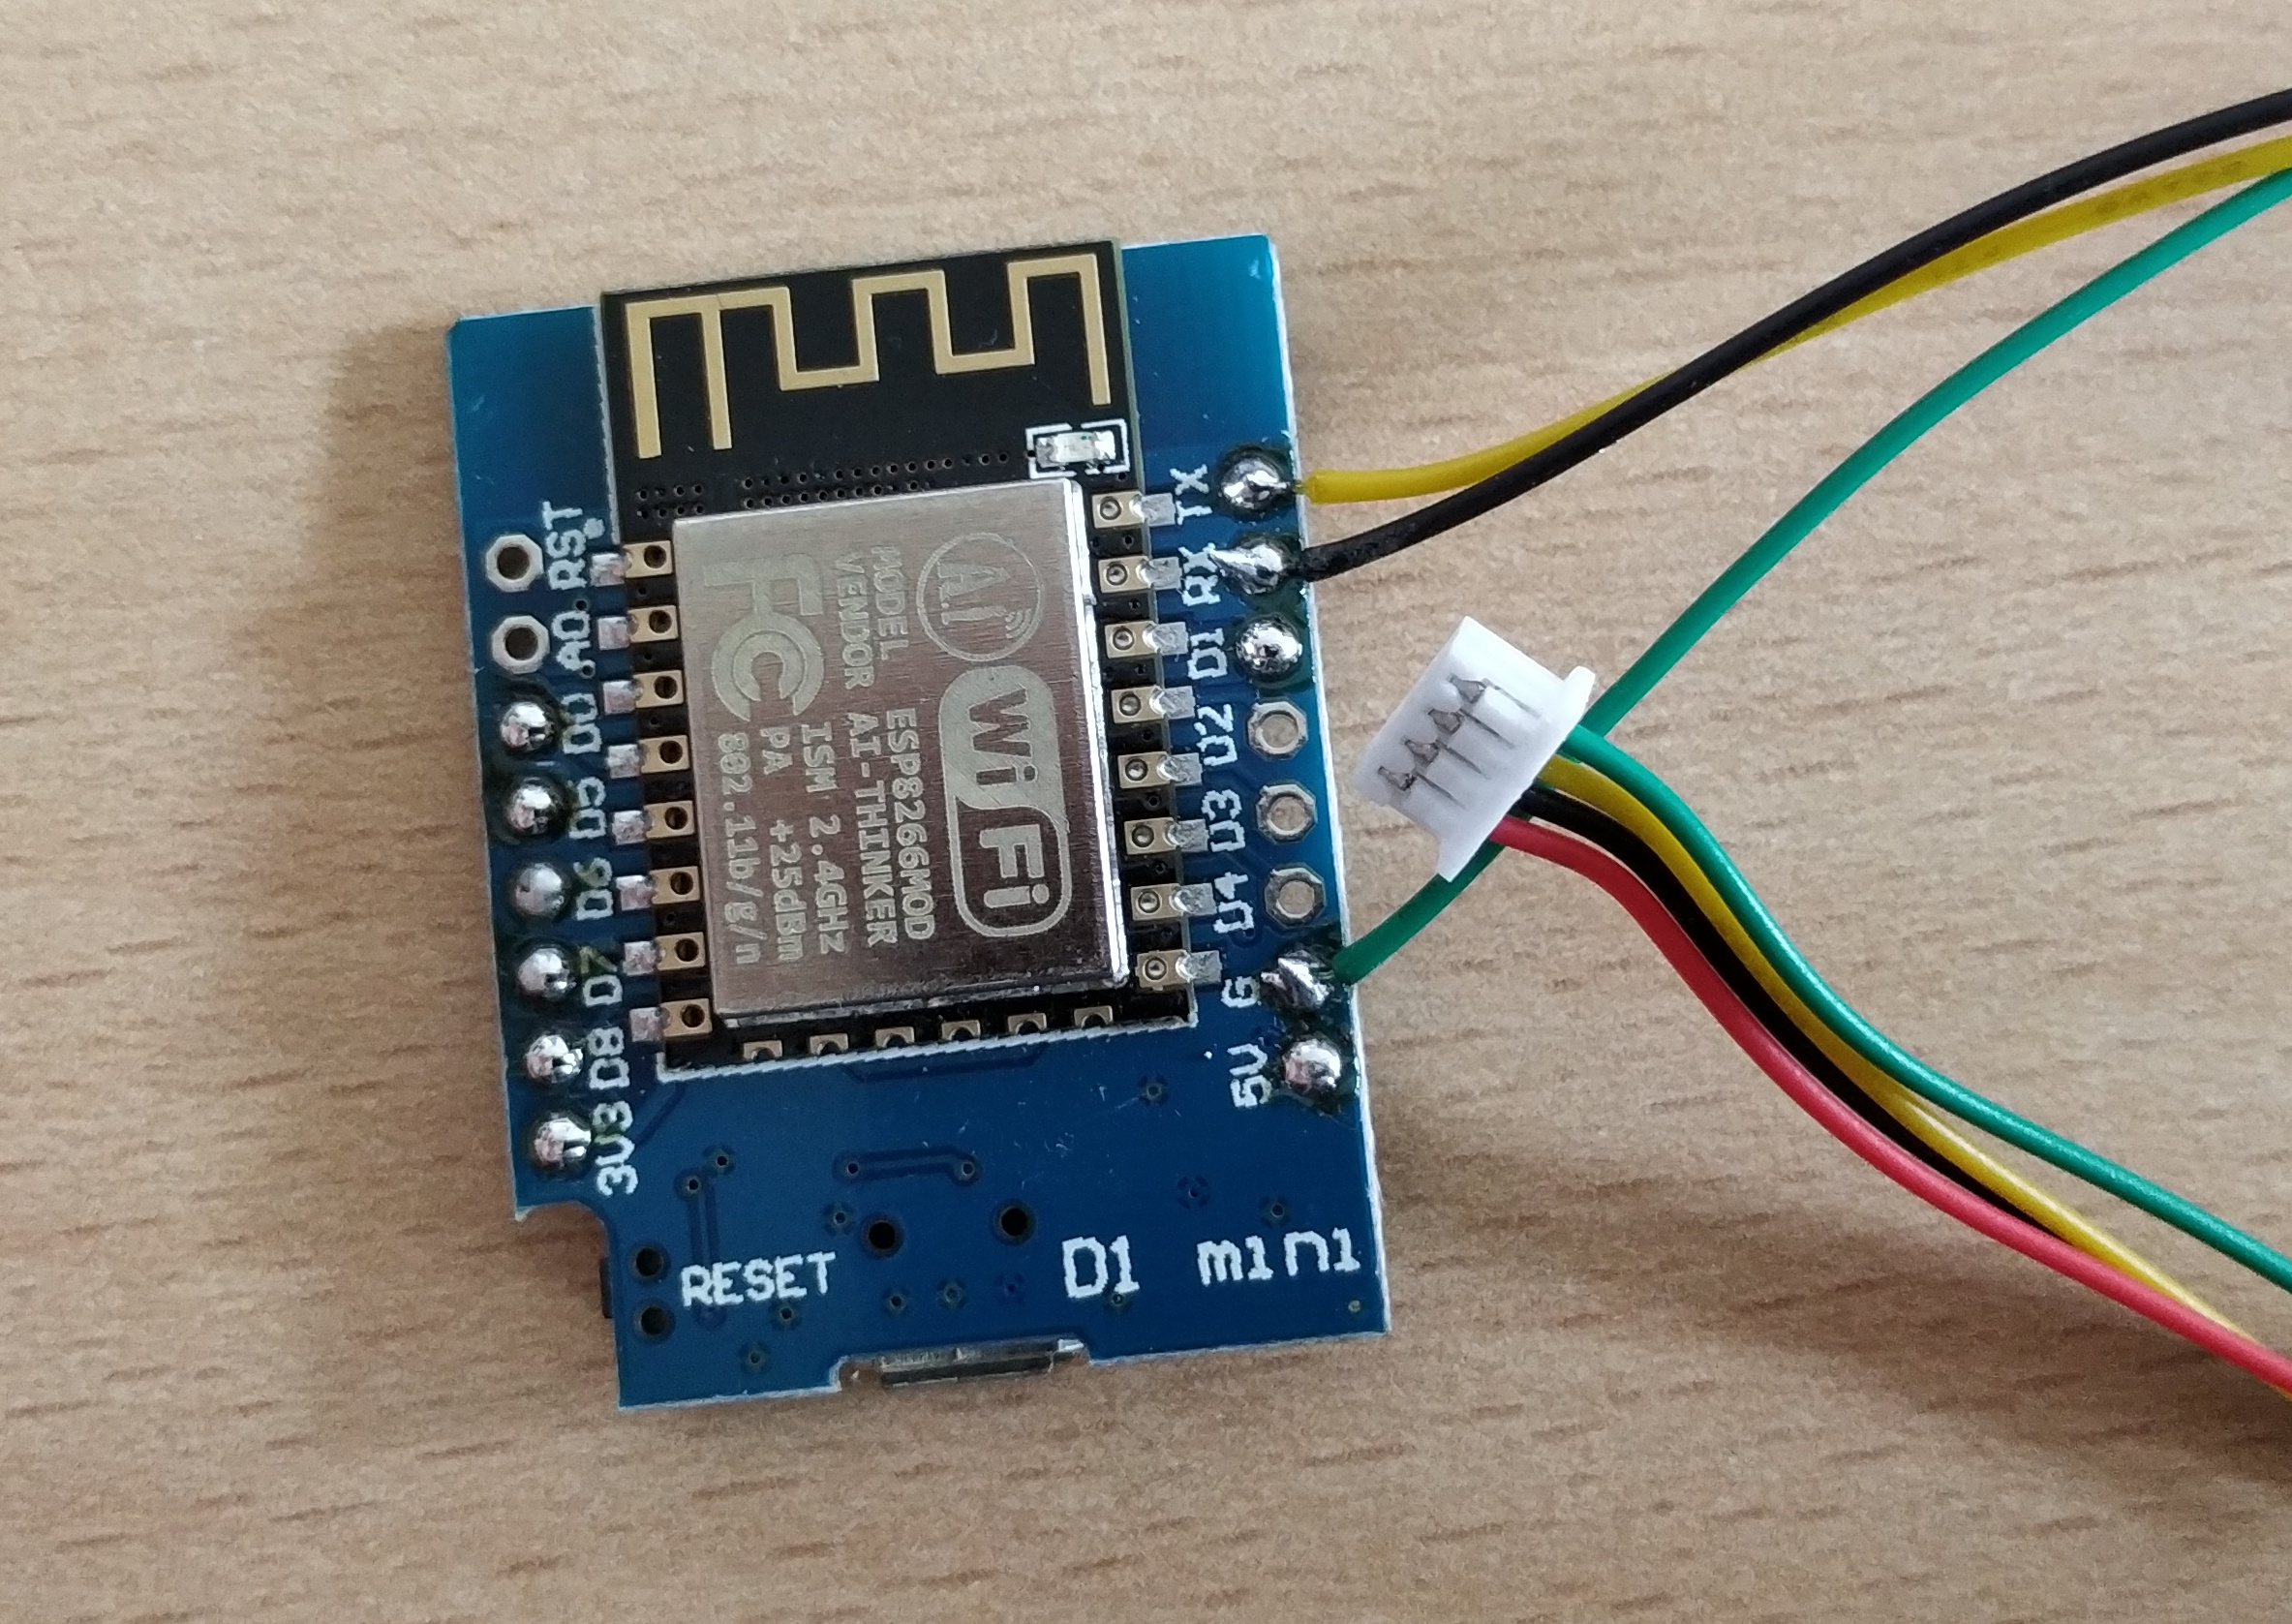 RST
A0
D0
D5
D6
D7
D8
3V3
TX
RX
D1
D2
D3
D4
G
5V
Ai
WiFi
FC
MODEL ESP8266MOD
VENDOR AI-THINKER
ISM 2.4GHz
PA +25dBm
802.11b/g/n
RESET
D1 mini